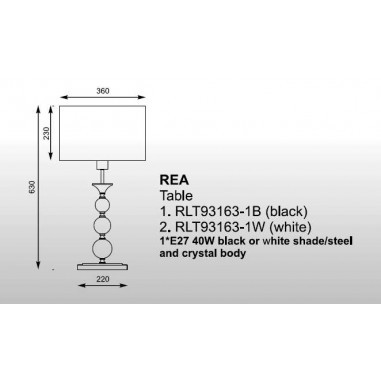 360
230
630
220
REA
Table
1. RLT93163-1B (black)
2. RLT93163-1W (white)
1*E27 40W black or white shade/steel
and crystal body